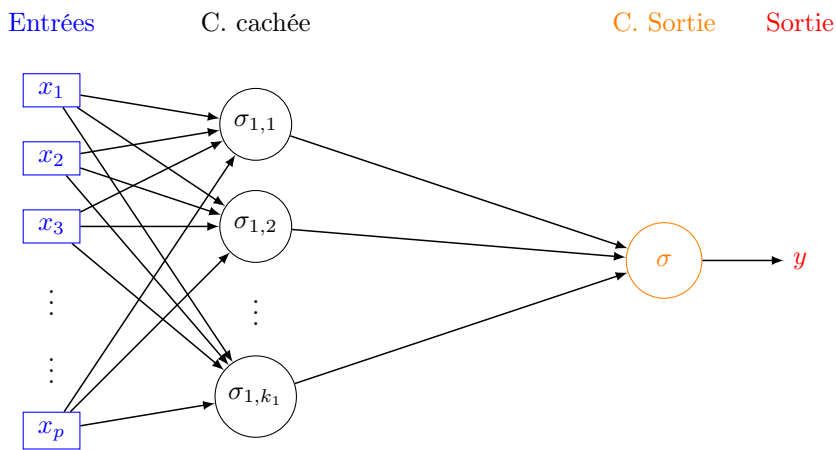 Entrées C. cachée C. Sortie Sortie
x₁
σ₁,₁
x₂
x₃
σ₁,₂
σ
y
⋮
⋮
⋮
σ₁,ₖ₁
xₚ